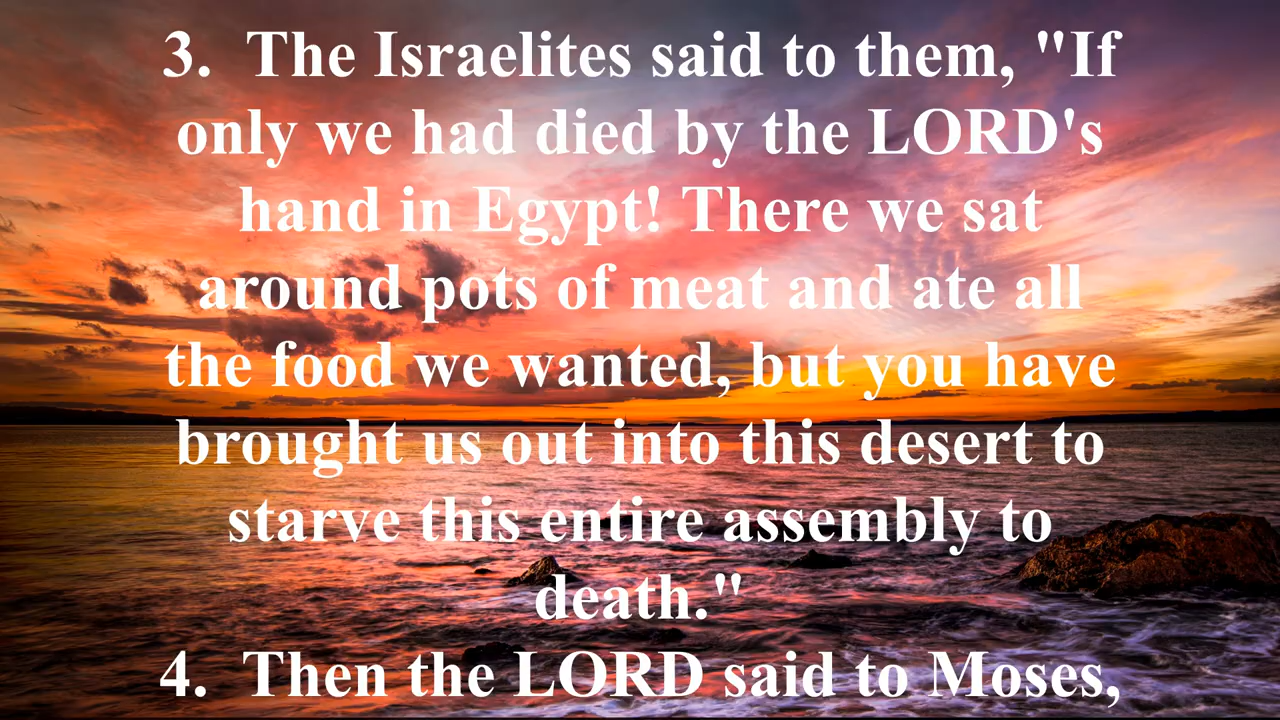 3.  The Israelites said to them, "If
only we had died by the LORD's
hand in Egypt! There we sat
around pots of meat and ate all
the food we wanted, but you have
brought us out into this desert to
starve this entire assembly to
death."
4.  Then the LORD said to Moses,